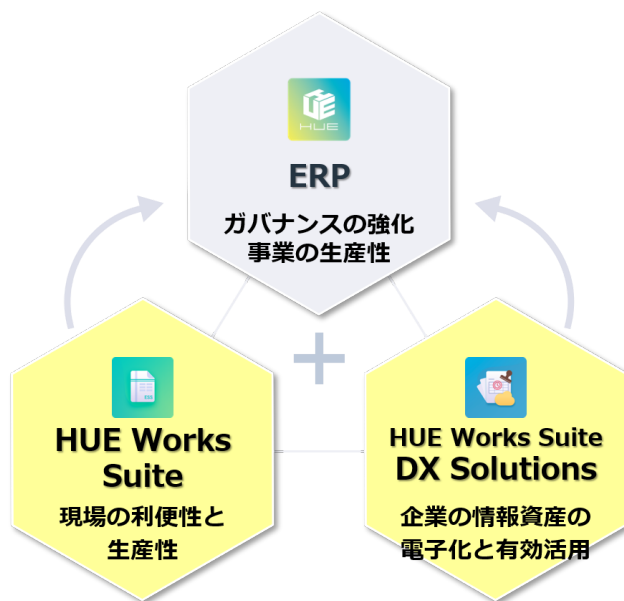 HUE
ERP
ガバナンスの強化
事業の生産性
HUE Works
Suite
現場の利便性と
生産性
HUE Works Suite
DX Solutions
企業の情報資産の
電子化と有効活用